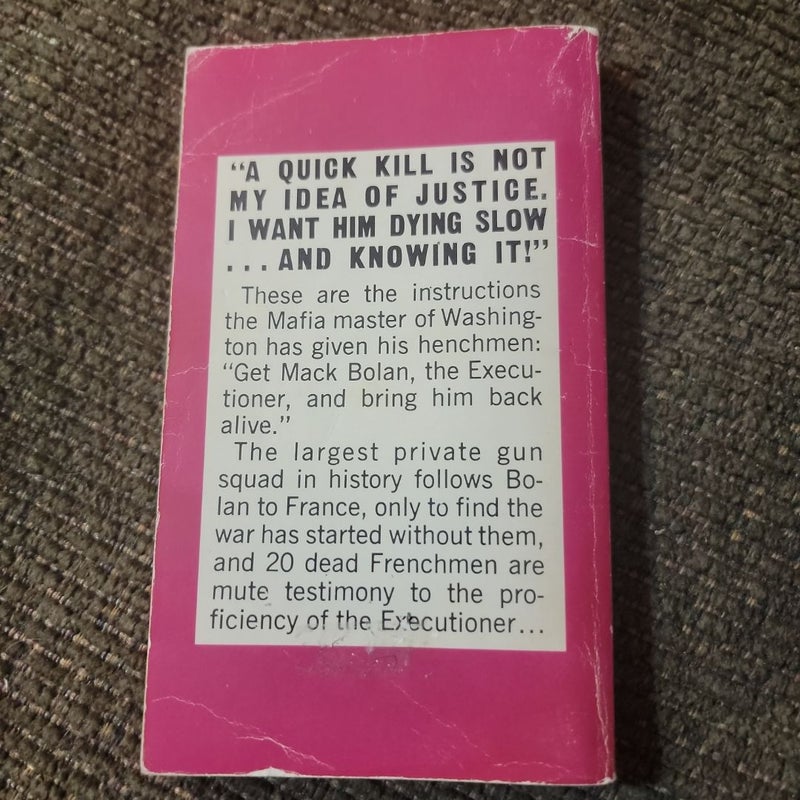 “A QUICK KILL IS NOT
MY IDEA OF JUSTICE.
I WANT HIM DYING SLOW
...AND KNOWING IT!”
These are the instructions
the Mafia master of Washing-
ton has given his henchmen:
“Get Mack Bolan, the Execu-
tioner, and bring him back
alive.”
The largest private gun
squad in history follows Bo-
lan to France, only to find the
war has started without them,
and 20 dead Frenchmen are
mute testimony to the pro-
ficiency of the Executioner...